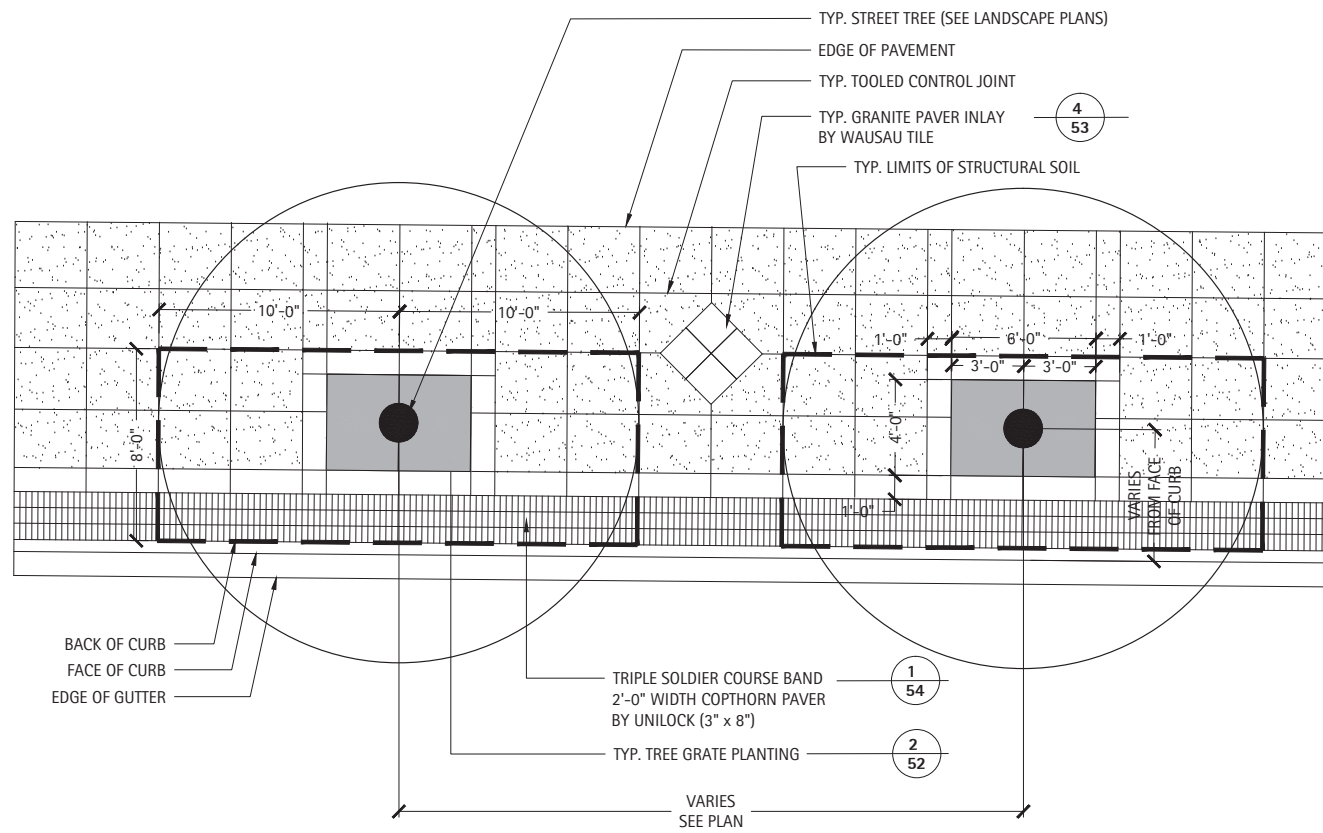 TYP. STREET TREE (SEE LANDSCAPE PLANS)
EDGE OF PAVEMENT
TYP. TOOLED CONTROL JOINT
TYP. GRANITE PAVER INLAY
BY WAUSAU TILE
4
53
TYP. LIMITS OF STRUCTURAL SOIL
10'-0"
10'-0"
1'-0"
6'-0"
1'-0"
3'-0"
3'-0"
8'-0"
4'-0"
1'-0"
VARIES
FROM FACE
OF CURB
BACK OF CURB
FACE OF CURB
EDGE OF GUTTER
TRIPLE SOLDIER COURSE BAND
2'-0" WIDTH COPTHORN PAVER
BY UNILOCK (3" x 8")
1
54
TYP. TREE GRATE PLANTING
2
52
VARIES
SEE PLAN